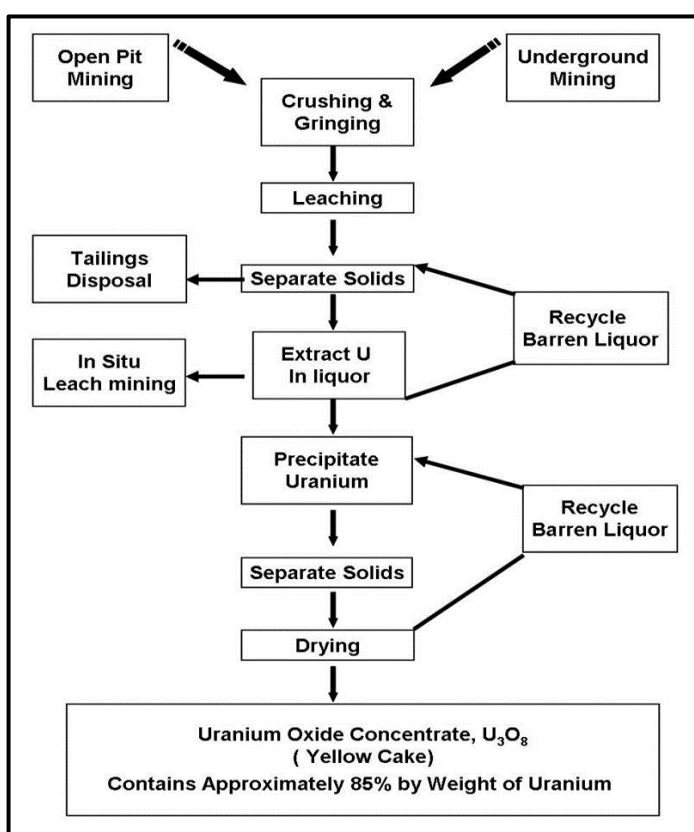 Open Pit
Mining
Underground
Mining
Crushing &
Gringing
Leaching
Tailings
Disposal
Separate Solids
Recycle
Barren Liquor
In Situ
Leach mining
Extract U
In liquor
Precipitate
Uranium
Recycle
Barren Liquor
Separate Solids
Drying
Uranium Oxide Concentrate, U₃O₈
( Yellow Cake)
Contains Approximately 85% by Weight of Uranium